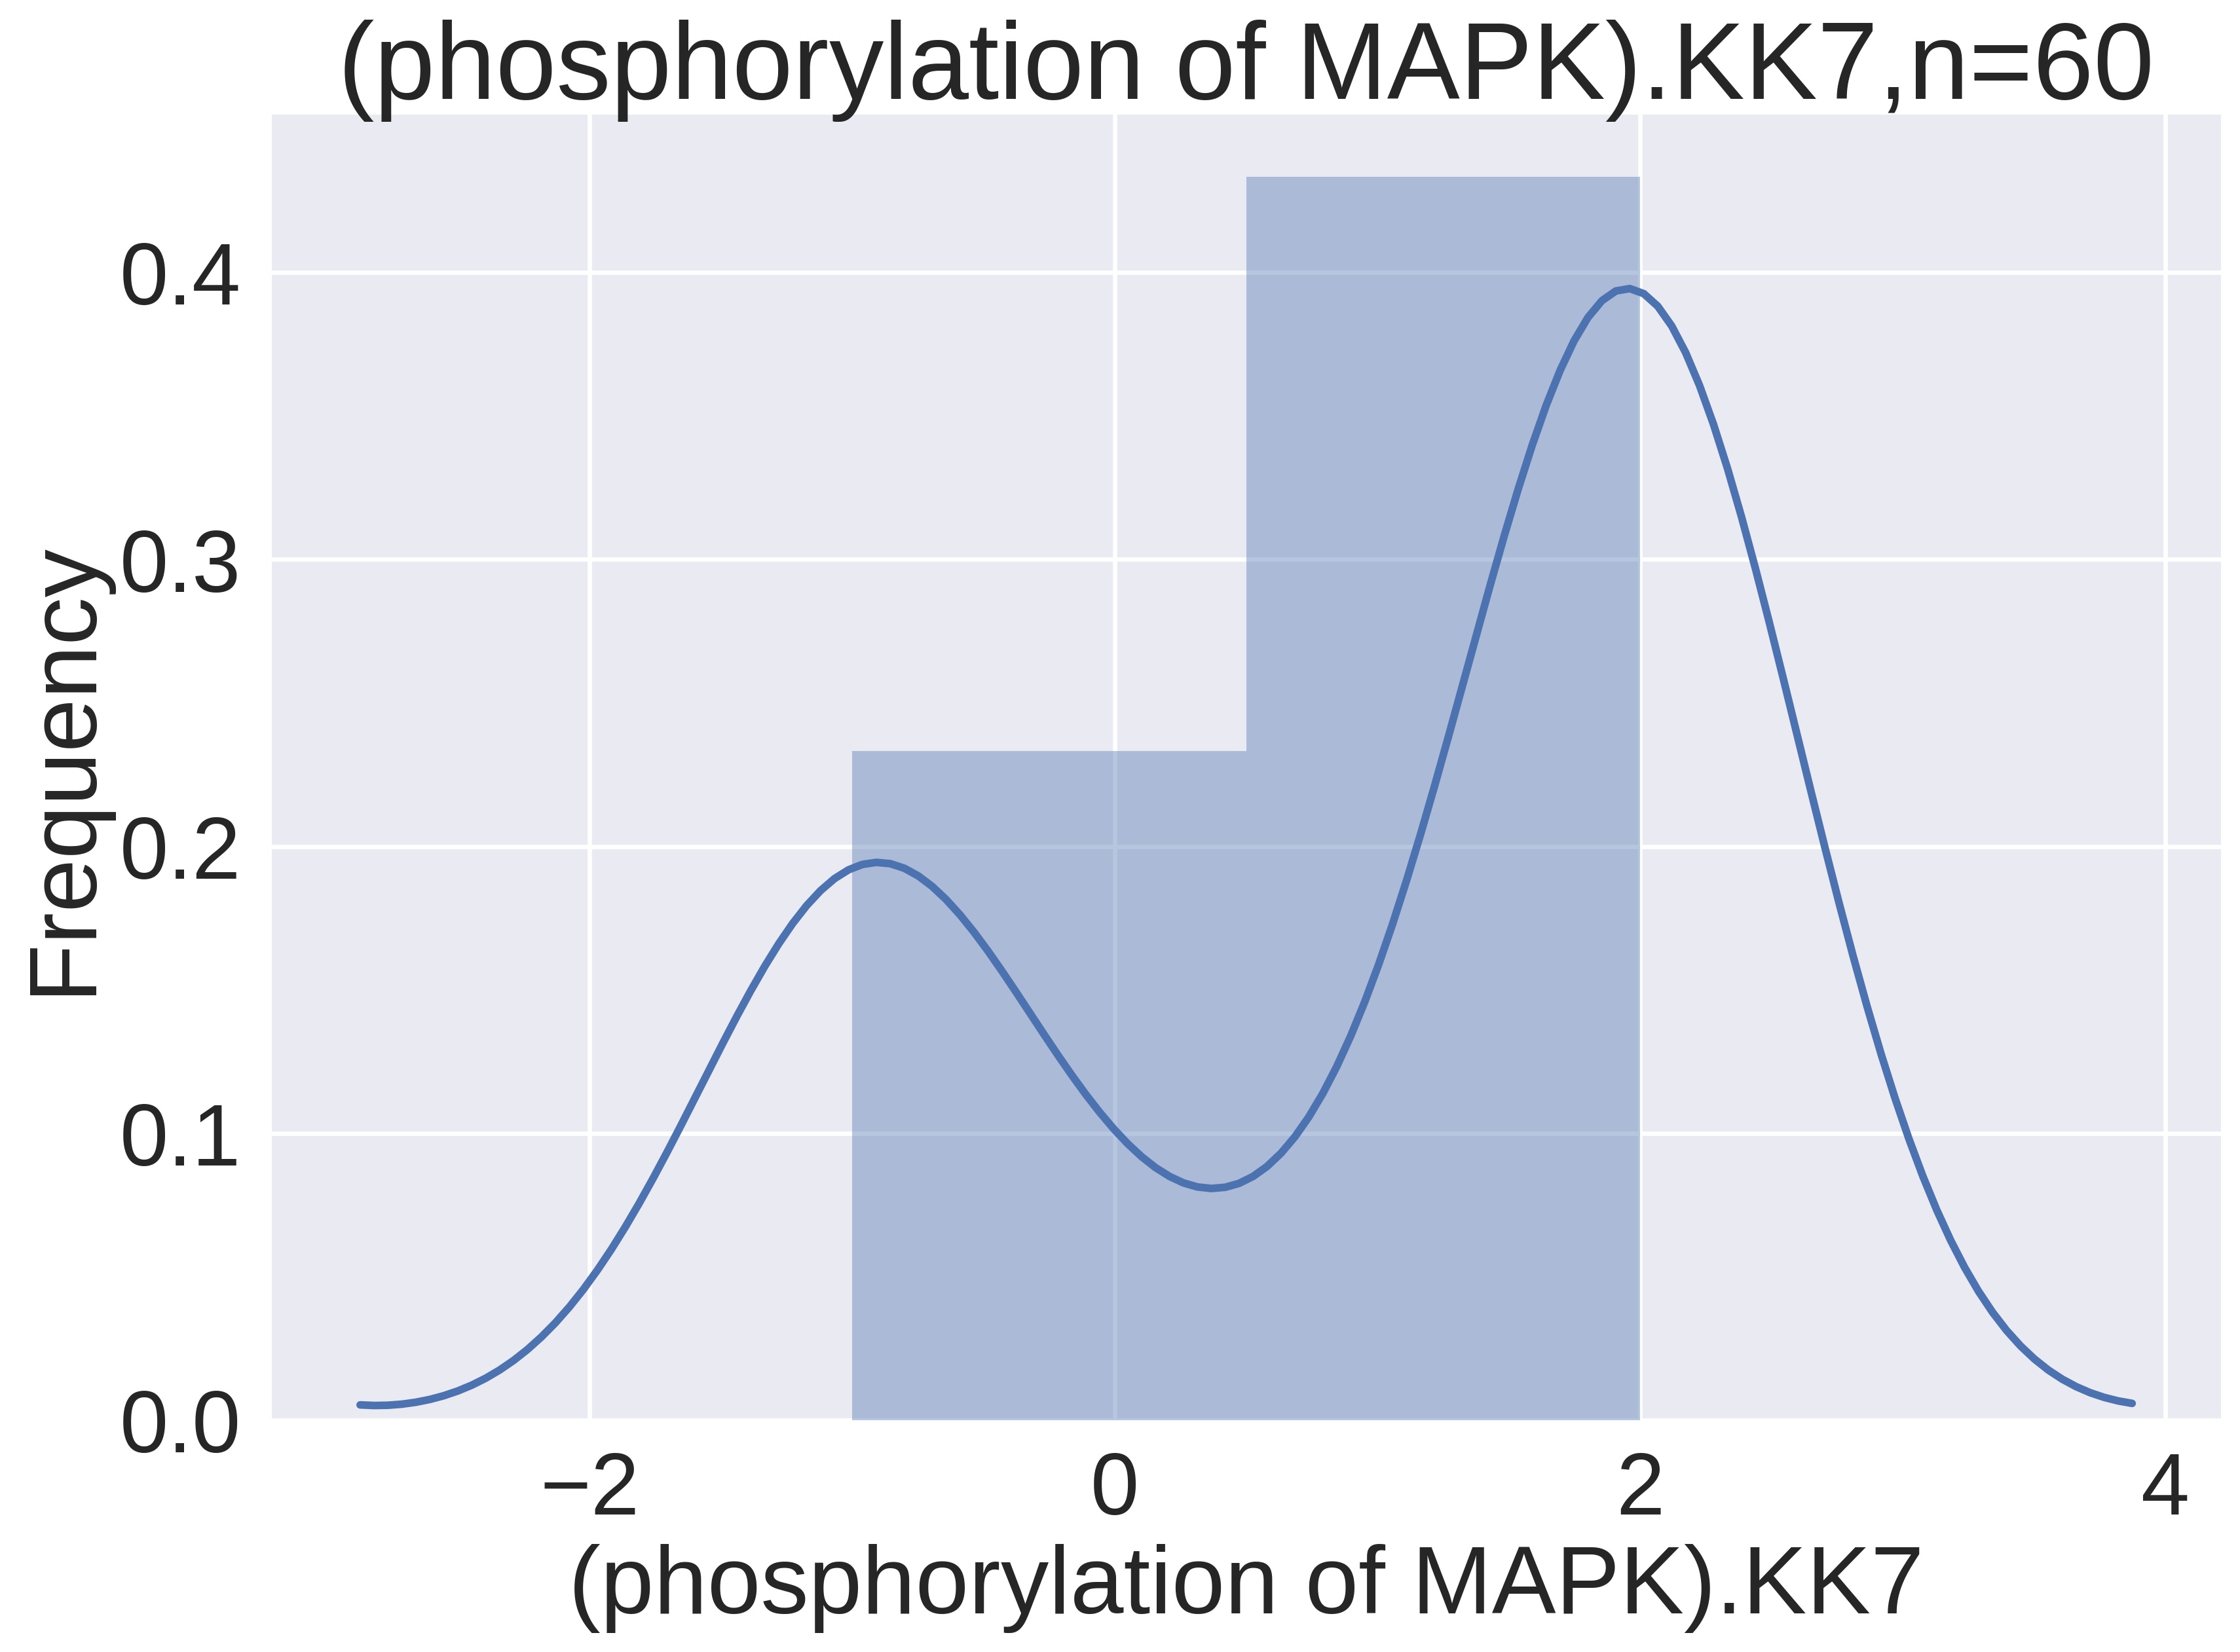 (phosphorylation of MAPK).KK7,n=60
Frequency
0.4
0.3
0.2
0.1
0.0
−2 0 2 4
(phosphorylation of MAPK).KK7